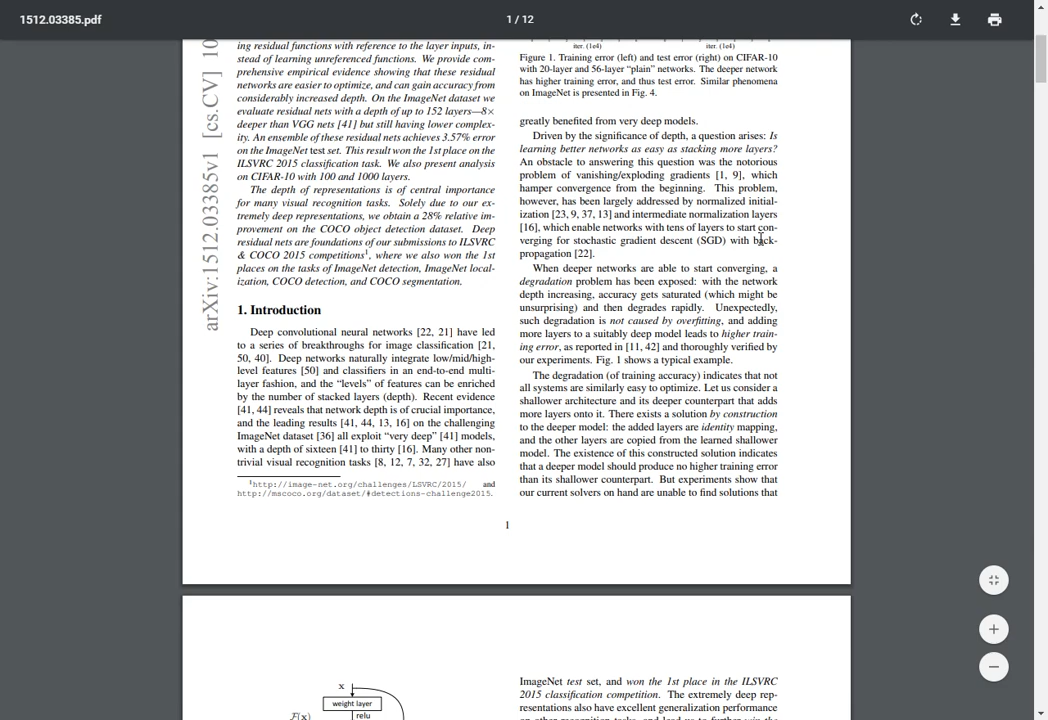 1512.03385.pdf
1 / 12
arXiv:1512.03385v1 [cs.CV] 10
ing residual functions with reference to the layer inputs, in-
stead of learning unreferenced functions. We provide com-
prehensive empirical evidence showing that these residual
networks are easier to optimize, and can gain accuracy from
considerably increased depth. On the ImageNet dataset we
evaluate residual nets with a depth of up to 152 layers—8×
deeper than VGG nets [41] but still having lower complex-
ity. An ensemble of these residual nets achieves 3.57% error
on the ImageNet test set. This result won the 1st place on the
ILSVRC 2015 classification task. We also present analysis
on CIFAR-10 with 100 and 1000 layers.
The depth of representations is of central importance
for many visual recognition tasks. Solely due to our ex-
tremely deep representations, we obtain a 28% relative im-
provement on the COCO object detection dataset. Deep
residual nets are foundations of our submissions to ILSVRC
& COCO 2015 competitions¹, where we also won the 1st
places on the tasks of ImageNet detection, ImageNet local-
ization, COCO detection, and COCO segmentation.
1. Introduction
Deep convolutional neural networks [22, 21] have led
to a series of breakthroughs for image classification [21,
50, 40]. Deep networks naturally integrate low/mid/high-
level features [50] and classifiers in an end-to-end multi-
layer fashion, and the “levels” of features can be enriched
by the number of stacked layers (depth). Recent evidence
[41, 44] reveals that network depth is of crucial importance,
and the leading results [41, 44, 13, 16] on the challenging
ImageNet dataset [36] all exploit “very deep” [41] models,
with a depth of sixteen [41] to thirty [16]. Many other non-
trivial visual recognition tasks [8, 12, 7, 32, 27] have also
¹http://image-net.org/challenges/LSVRC/2015/ and
http://mscoco.org/dataset/#detections-challenge2015.
iter. (1e4) iter. (1e4)
Figure 1. Training error (left) and test error (right) on CIFAR-10
with 20-layer and 56-layer “plain” networks. The deeper network
has higher training error, and thus test error. Similar phenomena
on ImageNet is presented in Fig. 4.
greatly benefited from very deep models.
Driven by the significance of depth, a question arises: Is
learning better networks as easy as stacking more layers?
An obstacle to answering this question was the notorious
problem of vanishing/exploding gradients [1, 9], which
hamper convergence from the beginning. This problem,
however, has been largely addressed by normalized initial-
ization [23, 9, 37, 13] and intermediate normalization layers
[16], which enable networks with tens of layers to start con-
verging for stochastic gradient descent (SGD) with back-
propagation [22].
When deeper networks are able to start converging, a
degradation problem has been exposed: with the network
depth increasing, accuracy gets saturated (which might be
unsurprising) and then degrades rapidly. Unexpectedly,
such degradation is not caused by overfitting, and adding
more layers to a suitably deep model leads to higher train-
ing error, as reported in [11, 42] and thoroughly verified by
our experiments. Fig. 1 shows a typical example.
The degradation (of training accuracy) indicates that not
all systems are similarly easy to optimize. Let us consider a
shallower architecture and its deeper counterpart that adds
more layers onto it. There exists a solution by construction
to the deeper model: the added layers are identity mapping,
and the other layers are copied from the learned shallower
model. The existence of this constructed solution indicates
that a deeper model should produce no higher training error
than its shallower counterpart. But experiments show that
our current solvers on hand are unable to find solutions that
1
x
weight layer
F(x)
relu
ImageNet test set, and won the 1st place in the ILSVRC
2015 classification competition. The extremely deep rep-
resentations also have excellent generalization performance